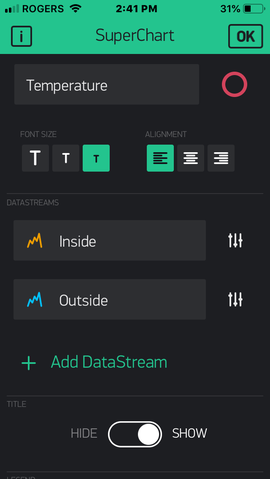 ROGERS 2:41 PM 31%
i SuperChart OK
Temperature
FONT SIZE ALIGNMENT
T T T
DATASTREAMS
Inside
Outside
+ Add DataStream
TITLE
HIDE SHOW